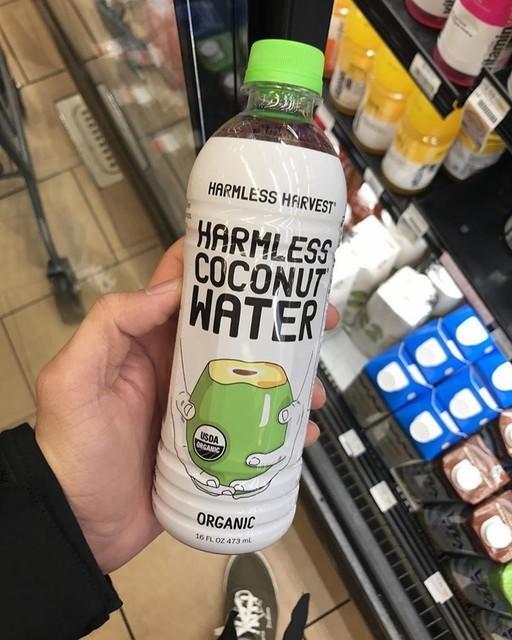 HARMLESS HARVEST®
HARMLESS
COCONUT
WATER
USDA
ORGANIC
ORGANIC
16 FL OZ 473 mL